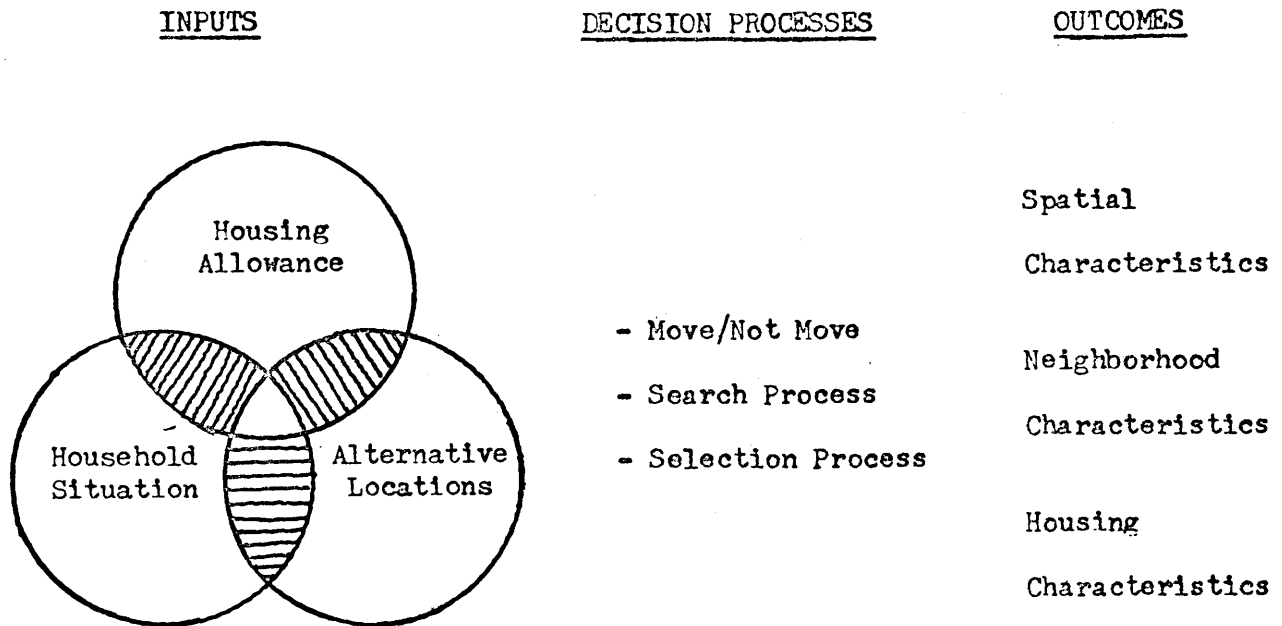 INPUTS
DECISION PROCESSES
OUTCOMES
Housing
Allowance
Household
Situation
Alternative
Locations
- Move/Not Move
- Search Process
- Selection Process
Spatial
Characteristics
Neighborhood
Characteristics
Housing
Characteristics